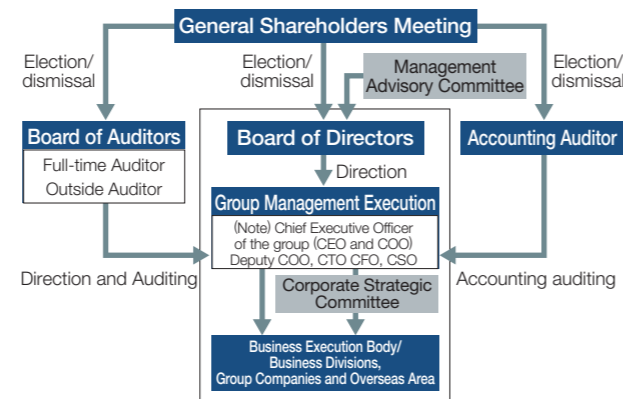 General Shareholders Meeting
Election/
dismissal
Election/
dismissal
Election/
dismissal
Management
Advisory Committee
Board of Auditors
Full-time Auditor
Outside Auditor
Board of Directors
Accounting Auditor
Direction
Group Management Execution
(Note) Chief Executive Officer
of the group (CEO and COO)
Deputy COO, CTO CFO, CSO
Direction and Auditing
Corporate Strategic
Committee
Accounting auditing
Business Execution Body/
Business Divisions,
Group Companies and Overseas Area